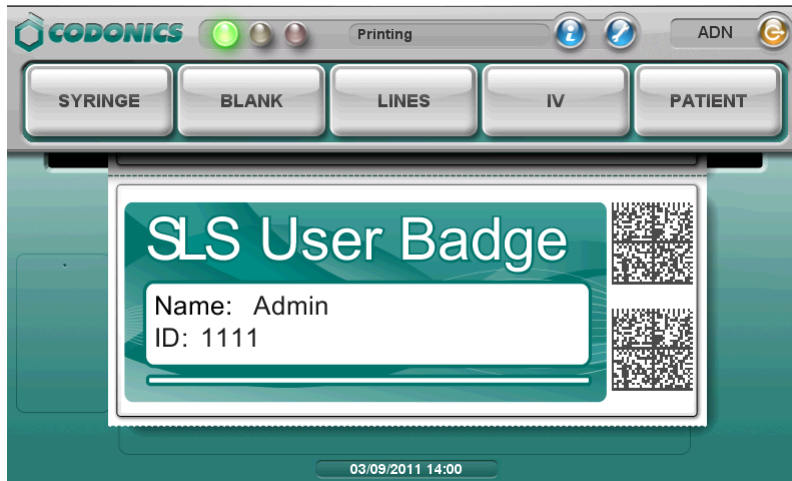 CODONICS Printing ADN
SYRINGE BLANK LINES IV PATIENT
SLS User Badge
Name: Admin
ID: 1111
03/09/2011 14:00